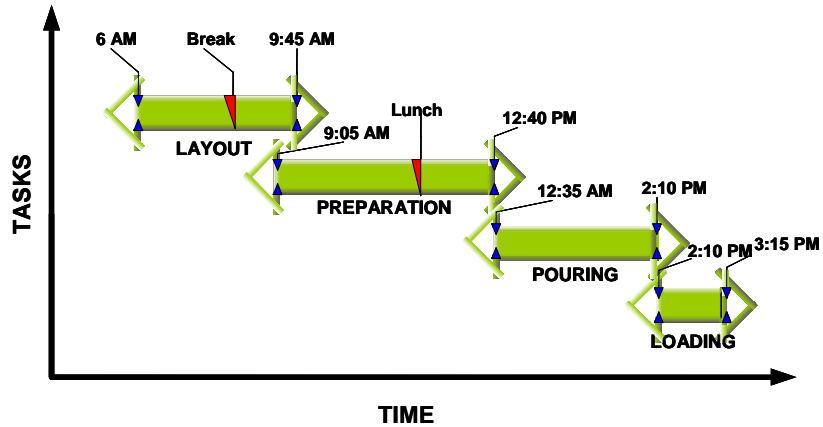 6 AM
Break
9:45 AM
LAYOUT
Lunch
9:05 AM
12:40 PM
PREPARATION
12:35 AM
2:10 PM
POURING
2:10 PM
3:15 PM
LOADING
TASKS
TIME